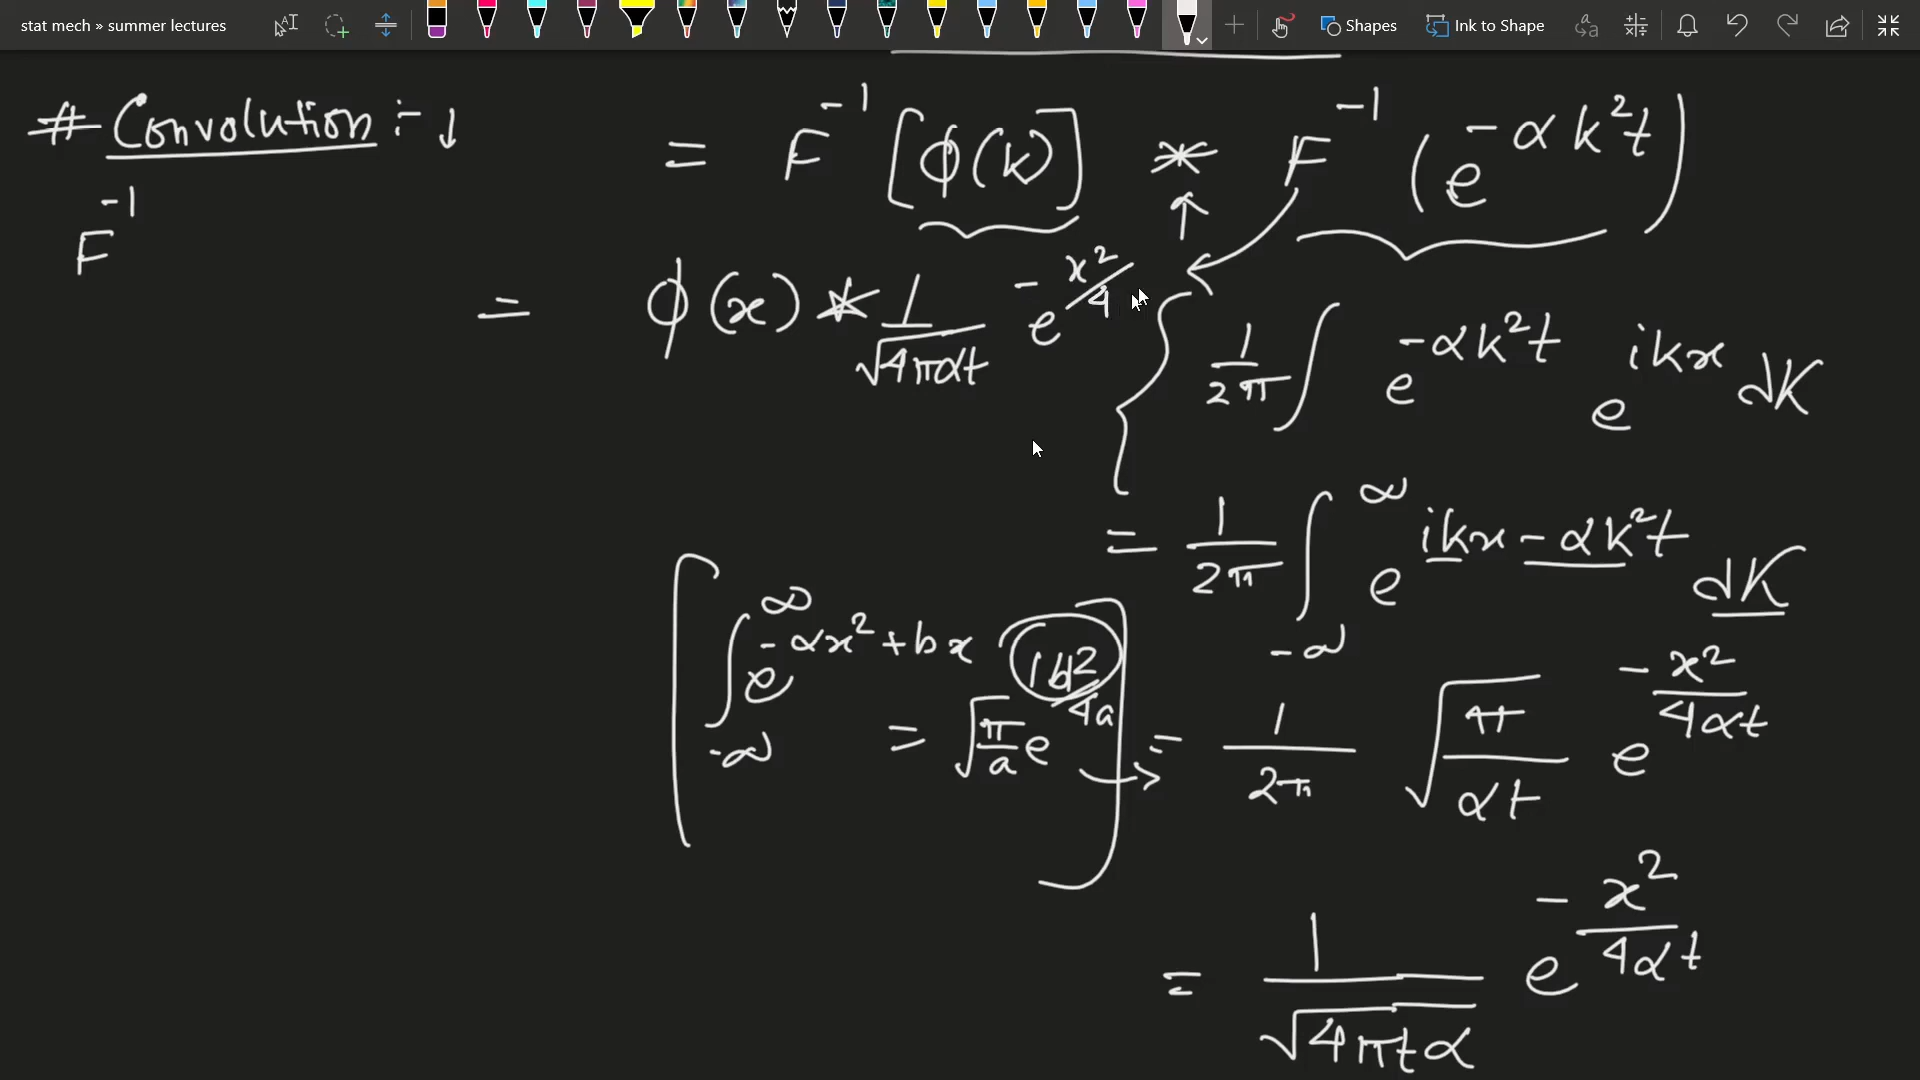 stat mech » summer lectures
Shapes
Ink to Shape
# Convolution :- ↓
= F⁻¹ [ϕ(k)] * F⁻¹ (e^{-αk²t})
F⁻¹
= ϕ(x) * 1/√(4παt) e^{-x²/4}
1/2π ∫ e^{-αk²t} e^{ikx} dk
= 1/2π ∫_{-∞}^{∞} e^{ikx - αk²t} dk
∫_{-∞}^{∞} e^{-αx²+bx} = √(π/a) e^{|b|²/4a}
= 1/2π √(π/αt) e^{-x²/4αt}
= 1/√(4πtα) e^{-x²/4αt}